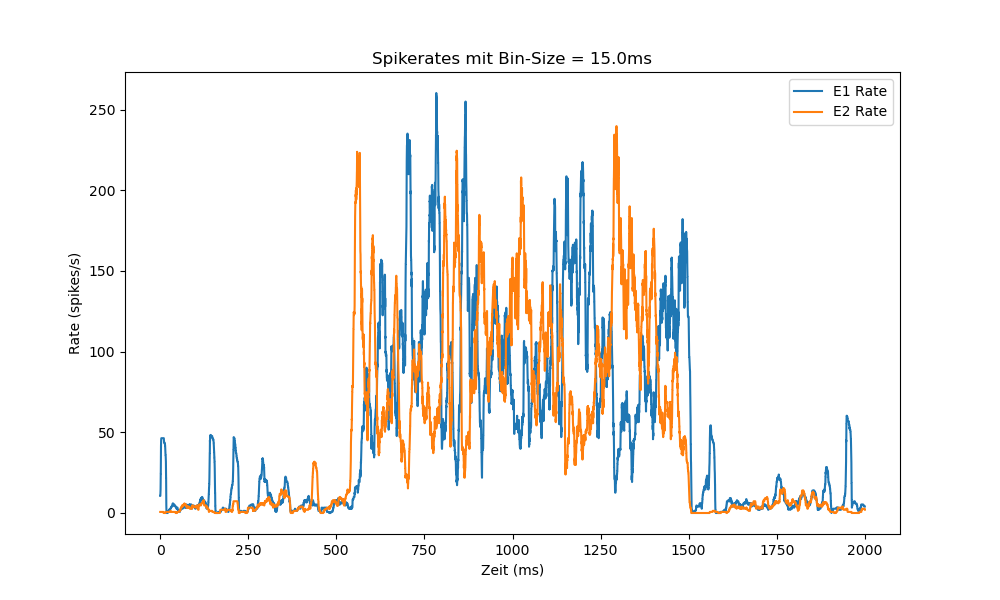 Spikerates mit Bin-Size = 15.0ms
E1 Rate
E2 Rate
Rate (spikes/s)
250
200
150
100
50
0
0 250 500 750 1000 1250 1500 1750 2000
Zeit (ms)